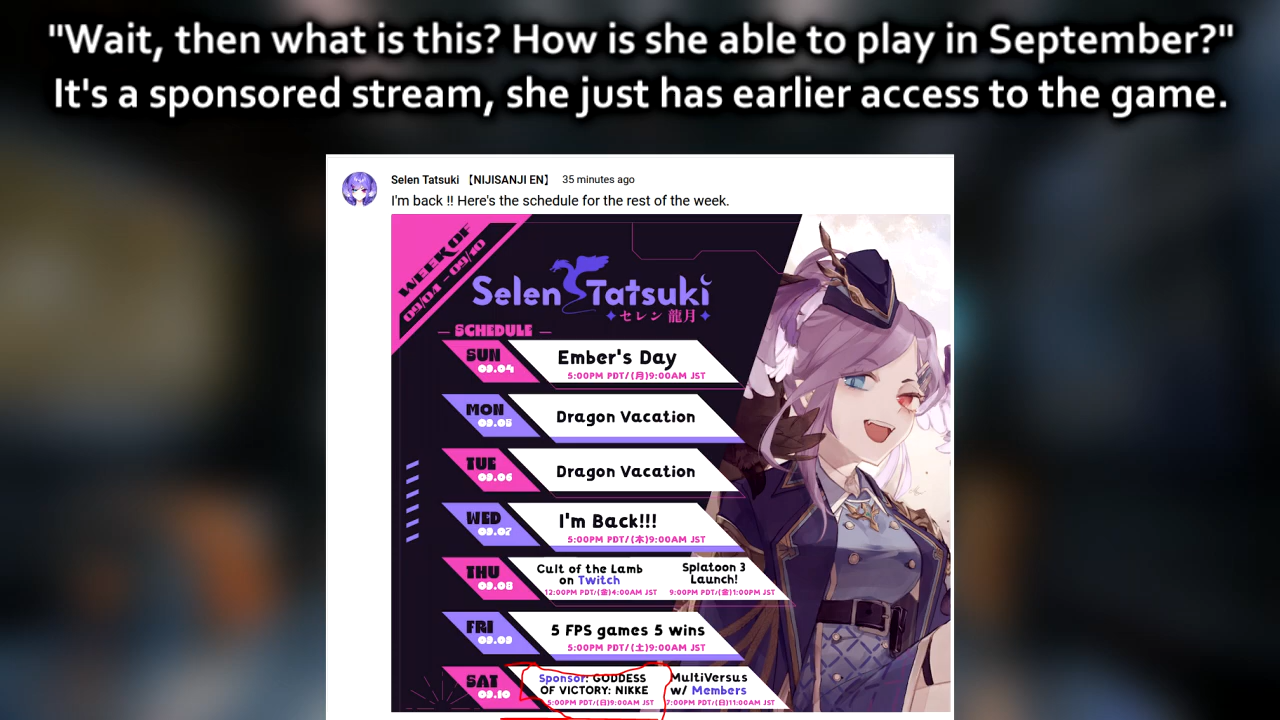 "Wait, then what is this? How is she able to play in September?"
It's a sponsored stream, she just has earlier access to the game.
Selen Tatsuki 【NIJISANJI EN】 35 minutes ago
I'm back !! Here's the schedule for the rest of the week.
WEEK OF
09/04 - 09/10
Selen Tatsuki
セレン 龍月
SCHEDULE
SUN
09.04
Ember's Day
5:00PM PDT/(月)9:00AM JST
MON
09.05
Dragon Vacation
TUE
09.06
Dragon Vacation
WED
09.07
I'm Back!!!
5:00PM PDT/(木)9:00AM JST
THU
09.08
Cult of the Lamb
on Twitch
12:00PM PDT/(金)4:00AM JST
Splatoon 3
Launch!
9:00PM PDT/(金)1:00PM JST
FRI
09.09
5 FPS games 5 wins
5:00PM PDT/(土)9:00AM JST
SAT
09.10
Sponsor: GODDESS
OF VICTORY: NIKKE
5:00PM PDT/(日)9:00AM JST
MultiVersus
w/ Members
7:00PM PDT/(日)11:00AM JST